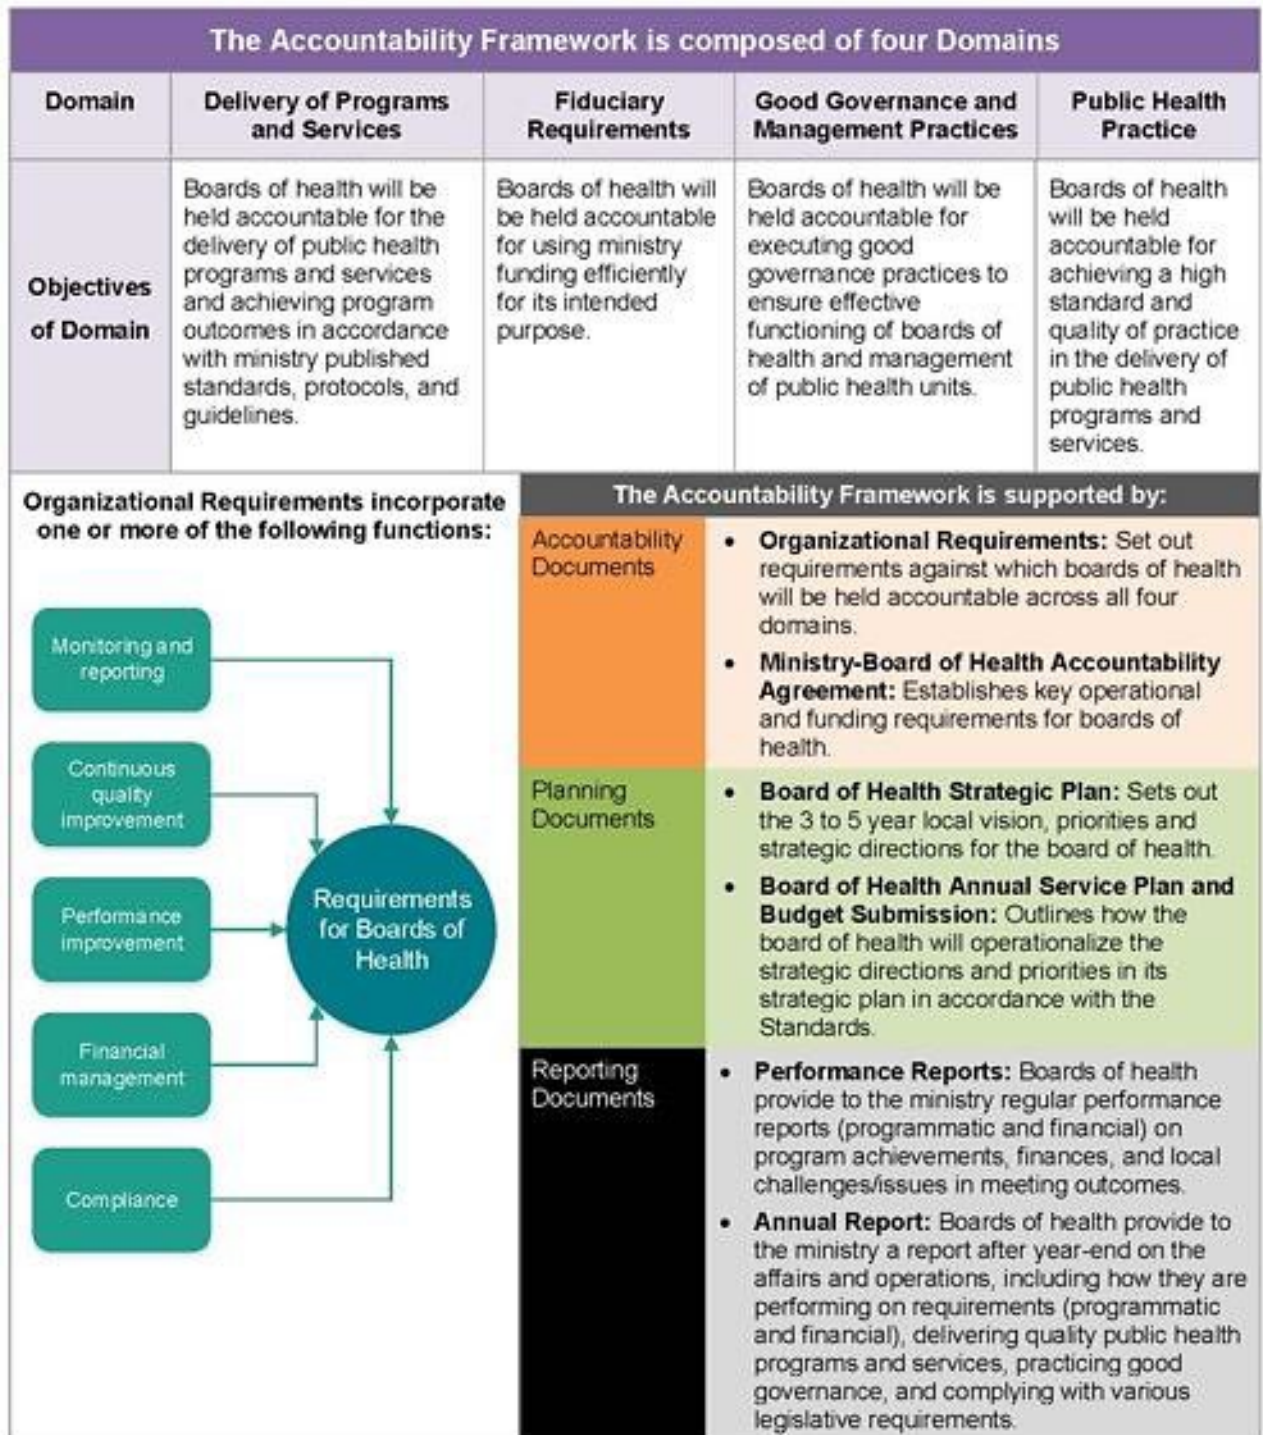 The Accountability Framework is composed of four Domains
Domain
Delivery of Programs
and Services
Fiduciary
Requirements
Good Governance and
Management Practices
Public Health
Practice
Objectives
of Domain
Boards of health will be
held accountable for the
delivery of public health
programs and services
and achieving program
outcomes in accordance
with ministry published
standards, protocols, and
guidelines.
Boards of health will
be held accountable
for using ministry
funding efficiently
for its intended
purpose.
Boards of health will be
held accountable for
executing good
governance practices to
ensure effective
functioning of boards of
health and management
of public health units.
Boards of health
will be held
accountable for
achieving a high
standard and
quality of practice
in the delivery of
public health
programs and
services.
Organizational Requirements incorporate
one or more of the following functions:
Monitoring and
reporting
Continuous
quality
improvement
Performance
improvement
Financial
management
Compliance
Requirements
for Boards of
Health
The Accountability Framework is supported by:
Accountability
Documents
• Organizational Requirements: Set out
requirements against which boards of health
will be held accountable across all four
domains.
• Ministry-Board of Health Accountability
Agreement: Establishes key operational
and funding requirements for boards of
health.
Planning
Documents
• Board of Health Strategic Plan: Sets out
the 3 to 5 year local vision, priorities and
strategic directions for the board of health.
• Board of Health Annual Service Plan and
Budget Submission: Outlines how the
board of health will operationalize the
strategic directions and priorities in its
strategic plan in accordance with the
Standards.
Reporting
Documents
• Performance Reports: Boards of health
provide to the ministry regular performance
reports (programmatic and financial) on
program achievements, finances, and local
challenges/issues in meeting outcomes.
• Annual Report: Boards of health provide to
the ministry a report after year-end on the
affairs and operations, including how they are
performing on requirements (programmatic
and financial), delivering quality public health
programs and services, practicing good
governance, and complying with various
legislative requirements.